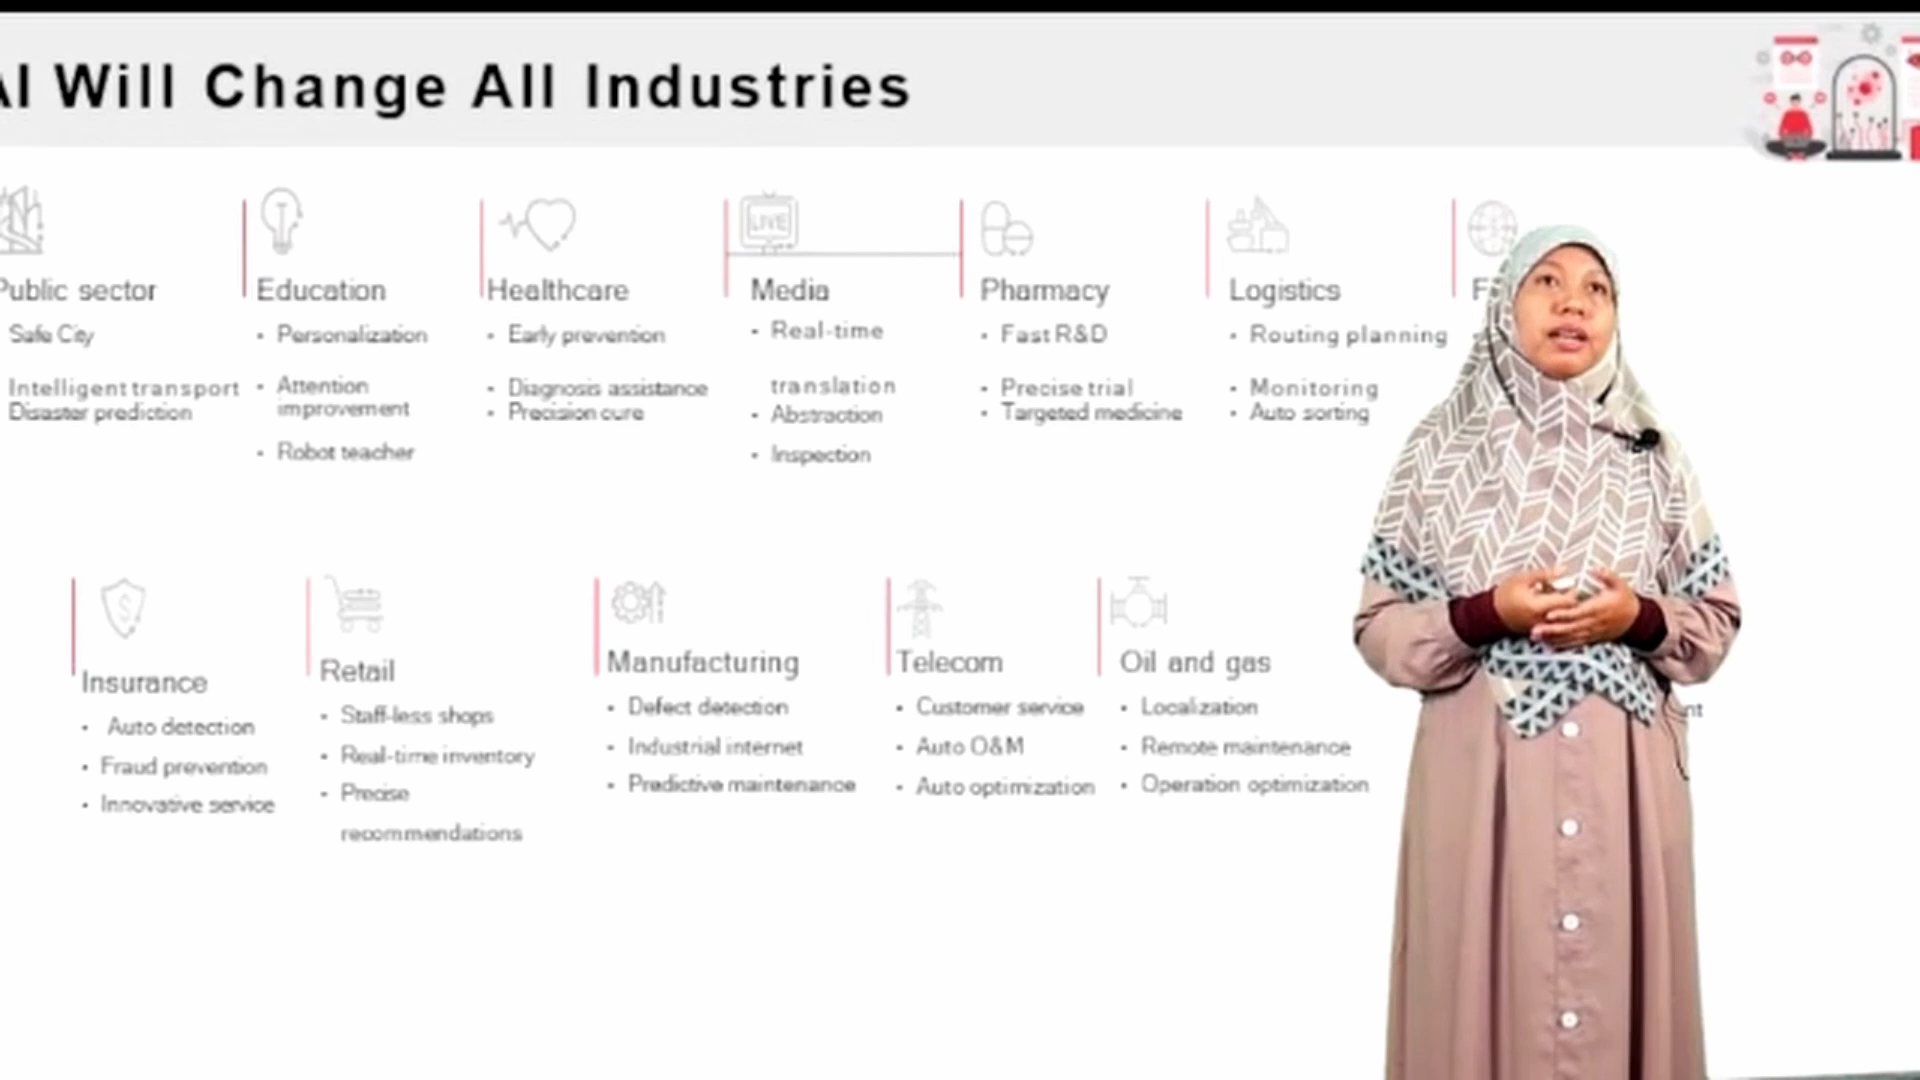 AI Will Change All Industries
LIVE
Public sector
Safe City
Intelligent transport
Disaster prediction
Education
• Personalization
• Attention
improvement
• Robot teacher
Healthcare
• Early prevention
• Diagnosis assistance
• Precision cure
Media
• Real-time
translation
• Abstraction
• Inspection
Pharmacy
• Fast R&D
• Precise trial
• Targeted medicine
Logistics
• Routing planning
• Monitoring
• Auto sorting
Insurance
• Auto detection
• Fraud prevention
• Innovative service
Retail
• Staff-less shops
• Real-time inventory
• Precise
recommendations
Manufacturing
• Defect detection
• Industrial internet
• Predictive maintenance
Telecom
• Customer service
• Auto O&M
• Auto optimization
Oil and gas
• Localization
• Remote maintenance
• Operation optimization